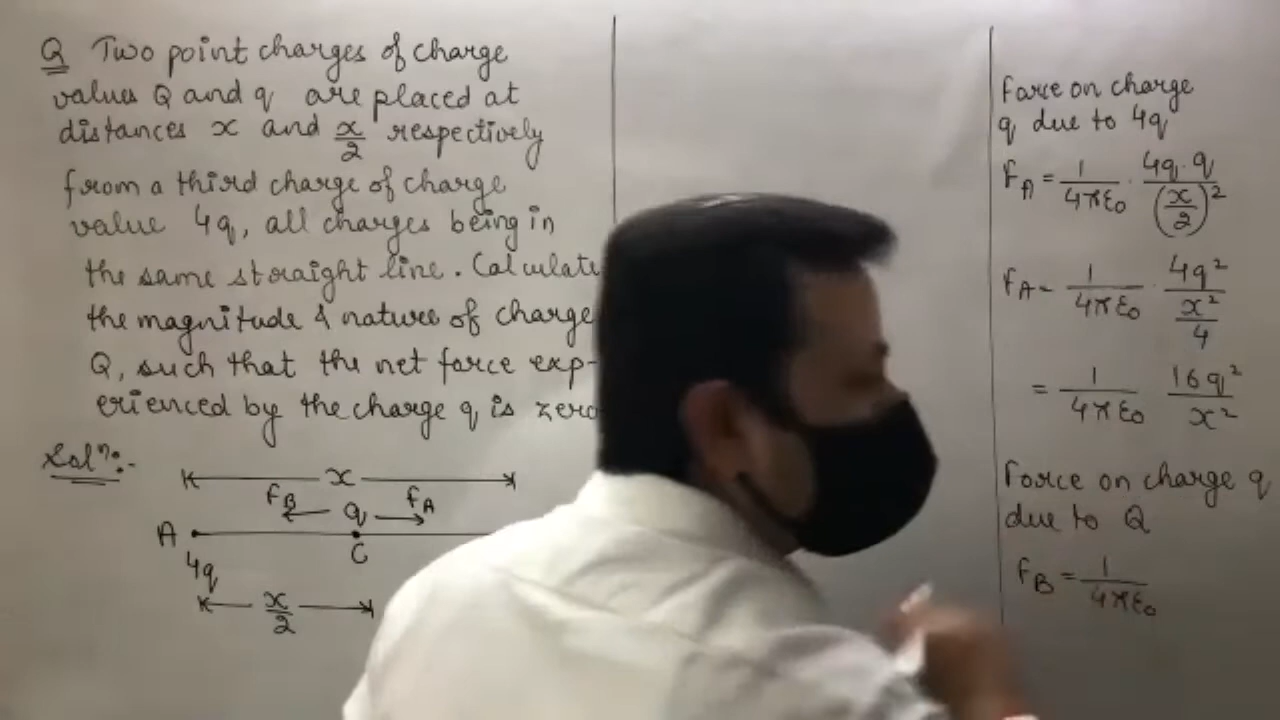 Q Two point charges of charge
values Q and q are placed at
distances x and x/2 respectively
from a third charge of charge
value 4q, all charges being in
the same straight line. Calculate
the magnitude & nature of charge
Q, such that the net force exp-
erienced by the charge q is zero
Solⁿ:-
x
F_B q F_A
A C
4q
x/2
Force on charge
q due to 4q
F_A = 1/4πε₀ · 4q·q/(x/2)²
F_A = 1/4πε₀ · 4q²/(x²/4)
= 1/4πε₀ 16q²/x²
Force on charge q
due to Q
F_B = 1/4πε₀